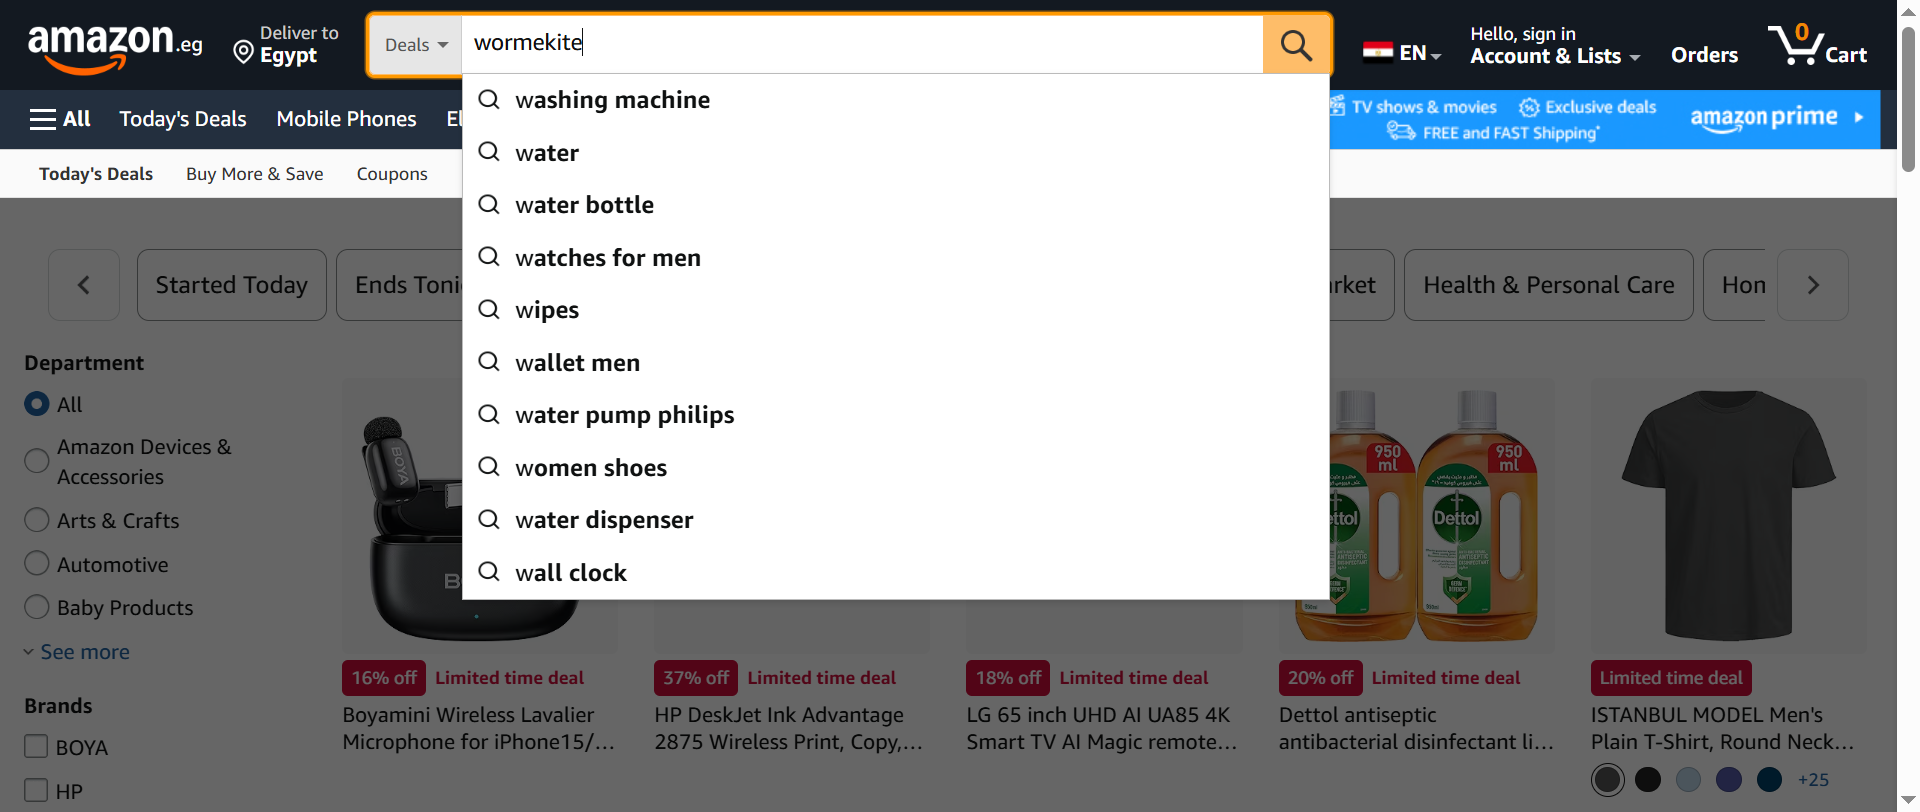 amazon.eg
Deliver to
Egypt
Deals
wormekite
EN
Hello, sign in
Account & Lists
Orders
0
Cart
All
Today's Deals
Mobile Phones
El
TV shows & movies
Exclusive deals
FREE and FAST Shipping*
amazon prime
Today's Deals
Buy More & Save
Coupons
washing machine
water
water bottle
watches for men
wipes
wallet men
water pump philips
women shoes
water dispenser
wall clock
Started Today
Ends Toni
rket
Health & Personal Care
Hom
Department
All
Amazon Devices &
Accessories
Arts & Crafts
Automotive
Baby Products
See more
Brands
BOYA
HP
BOYA
950
ml
950
ml
Dettol
16% off
Limited time deal
Boyamini Wireless Lavalier
Microphone for iPhone15/...
37% off
Limited time deal
HP DeskJet Ink Advantage
2875 Wireless Print, Copy,...
18% off
Limited time deal
LG 65 inch UHD AI UA85 4K
Smart TV AI Magic remote...
20% off
Limited time deal
Dettol antiseptic
antibacterial disinfectant li...
Limited time deal
ISTANBUL MODEL Men's
Plain T-Shirt, Round Neck...
+25